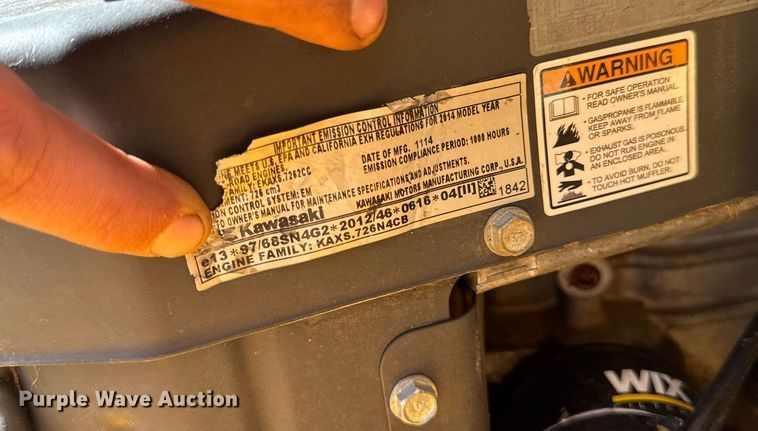 IMPORTANT EMISSION CONTROL INFORMATION
MEETS U.S. EPA AND CALIFORNIA EXH REGULATIONS FOR 2014 MODEL YEAR
ROAD ENGINES
FAMILY: EKAXS.7262CC
DATE OF MFG. 1114
726 cm3
EMISSION COMPLIANCE PERIOD: 1000 HOURS
CONTROL SYSTEM: EM
TO OWNER'S MANUAL FOR MAINTENANCE SPECIFICATIONS AND ADJUSTMENTS.
Kawasaki
KAWASAKI MOTORS MANUFACTURING CORP., U.S.A.
1842
e13*97/68SN4G2*2012/46*0616*04[II]
ENGINE FAMILY: KAXS.726N4CB
WARNING
• FOR SAFE OPERATION
READ OWNER'S MANUAL.
• GAS/PROPANE IS FLAMMABLE.
KEEP AWAY FROM FLAME
OR SPARKS.
• EXHAUST GAS IS POISONOUS.
DO NOT RUN ENGINE IN
AN ENCLOSED AREA.
• TO AVOID BURN, DO NOT
TOUCH HOT MUFFLER.
WIX
Purple Wave Auction